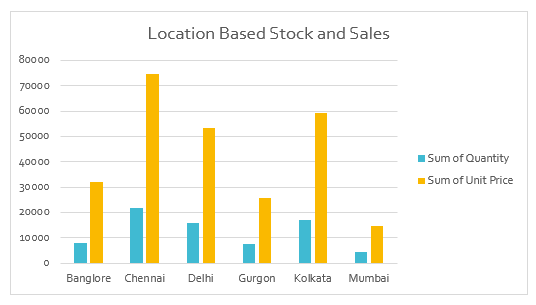 Location Based Stock and Sales
80000
70000
60000
50000
40000
30000
20000
10000
0
Banglore Chennai Delhi Gurgon Kolkata Mumbai
Sum of Quantity
Sum of Unit Price